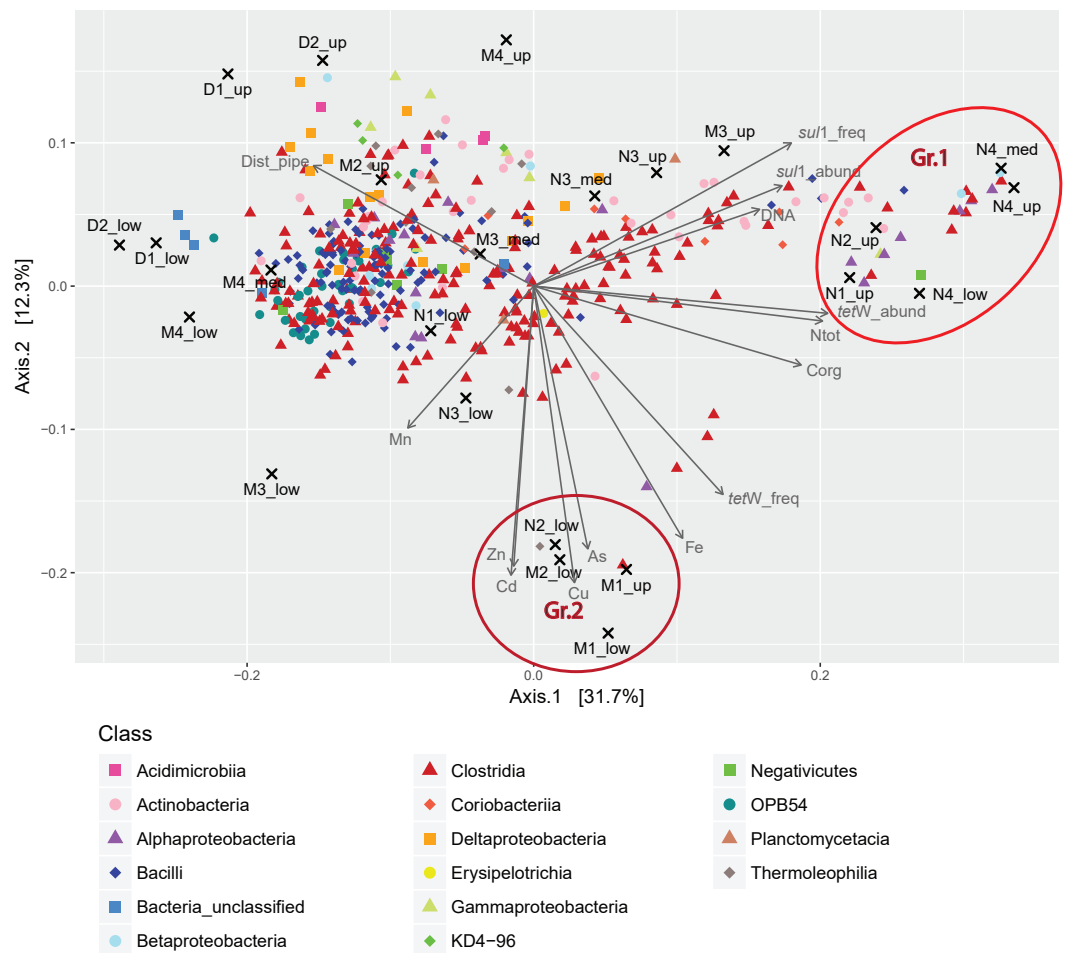 D2_up
M4_up
D1_up
0.1
M3_up
sul1_freq
Dist_pipe
M2_up
N3_up
sul1_abund
Gr.1
N4_med
N3_med
N4_up
DNA
D2_low
D1_low
M3_med
N2_up
M4_med
0.0
N1_up
N4_low
M4_low
N1_low
tetW_abund
Ntot
Corg
N3_low
Mn
−0.1
M3_low
tetW_freq
N2_low
Zn
As
Fe
M2_low
−0.2
Cd
Cu
M1_up
Gr.2
M1_low
Axis.2 [12.3%]
−0.2
0.0
0.2
Axis.1 [31.7%]
Class
Acidimicrobiia
Actinobacteria
Alphaproteobacteria
Bacilli
Bacteria_unclassified
Betaproteobacteria
Clostridia
Coriobacteriia
Deltaproteobacteria
Erysipelotrichia
Gammaproteobacteria
KD4−96
Negativicutes
OPB54
Planctomycetacia
Thermoleophilia